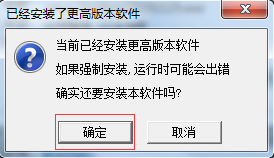 已经安装了更高版本软件
当前已经安装更高版本软件
如果强制安装,运行时可能会出错
确实还要安装本软件吗?
确定
取消